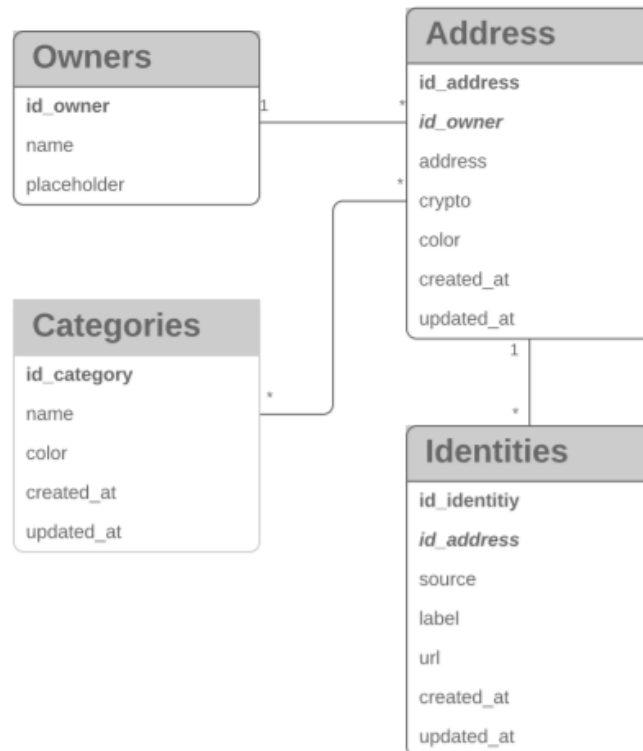 Owners
id_owner
name
placeholder
1
*
Address
id_address
id_owner
address
crypto
color
created_at
updated_at
*
Categories
id_category
name
color
created_at
updated_at
*
1
*
Identities
id_identitiy
id_address
source
label
url
created_at
updated_at